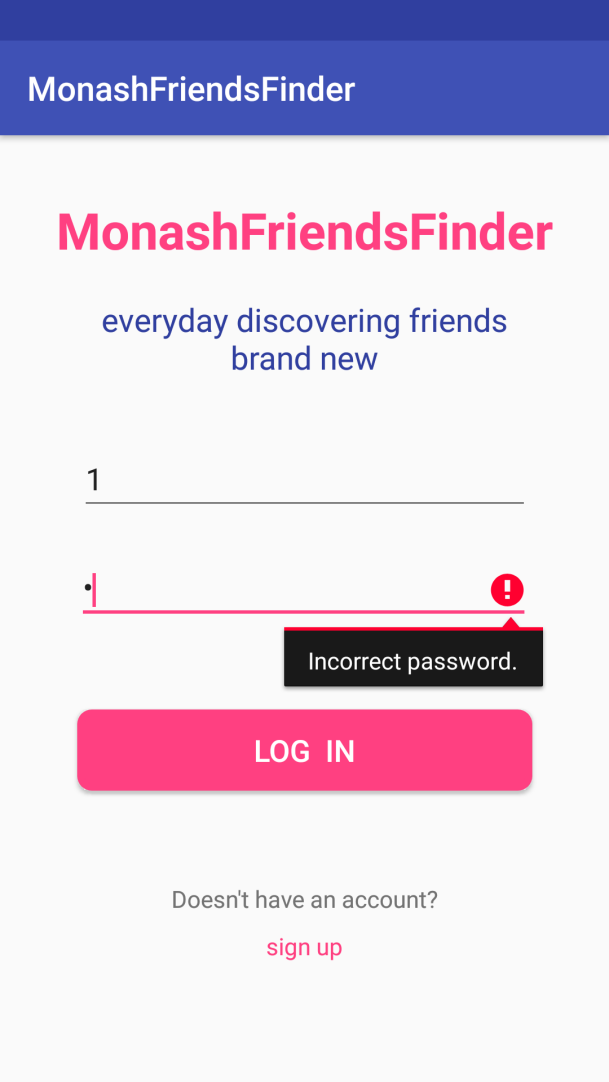 MonashFriendsFinder
MonashFriendsFinder
everyday discovering friends
brand new
1
•
Incorrect password.
LOG IN
Doesn't have an account?
sign up